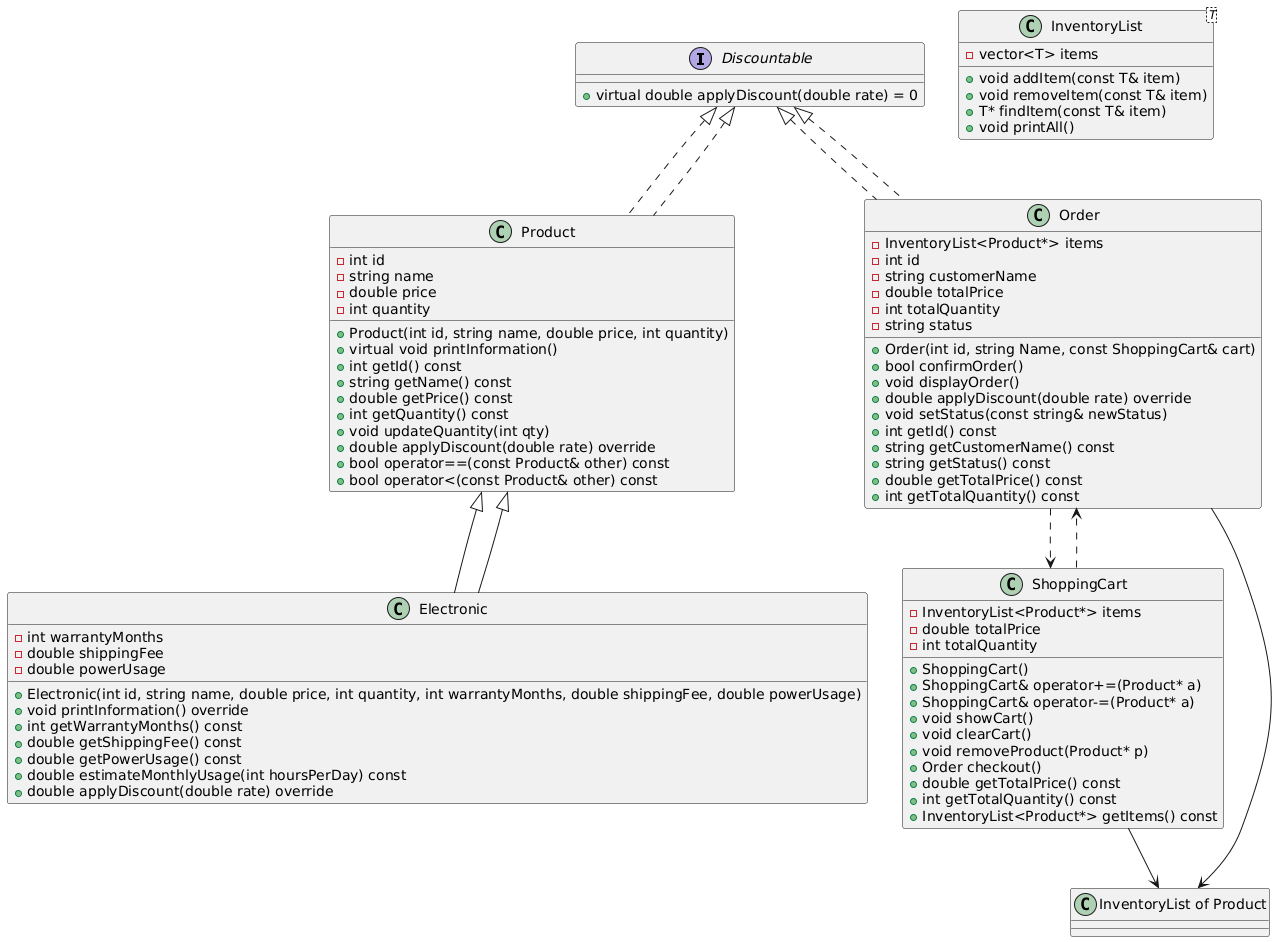 I Discountable
virtual double applyDiscount(double rate) = 0
C InventoryList
T
vector<T> items
void addItem(const T& item)
void removeItem(const T& item)
T* findItem(const T& item)
void printAll()
C Product
int id
string name
double price
int quantity
Product(int id, string name, double price, int quantity)
virtual void printInformation()
int getId() const
string getName() const
double getPrice() const
int getQuantity() const
void updateQuantity(int qty)
double applyDiscount(double rate) override
bool operator==(const Product& other) const
bool operator<(const Product& other) const
C Order
InventoryList<Product*> items
int id
string customerName
double totalPrice
int totalQuantity
string status
Order(int id, string Name, const ShoppingCart& cart)
bool confirmOrder()
void displayOrder()
double applyDiscount(double rate) override
void setStatus(const string& newStatus)
int getId() const
string getCustomerName() const
string getStatus() const
double getTotalPrice() const
int getTotalQuantity() const
C Electronic
int warrantyMonths
double shippingFee
double powerUsage
Electronic(int id, string name, double price, int quantity, int warrantyMonths, double shippingFee, double powerUsage)
void printInformation() override
int getWarrantyMonths() const
double getShippingFee() const
double getPowerUsage() const
double estimateMonthlyUsage(int hoursPerDay) const
double applyDiscount(double rate) override
C ShoppingCart
InventoryList<Product*> items
double totalPrice
int totalQuantity
ShoppingCart()
ShoppingCart& operator+=(Product* a)
ShoppingCart& operator-=(Product* a)
void showCart()
void clearCart()
void removeProduct(Product* p)
Order checkout()
double getTotalPrice() const
int getTotalQuantity() const
InventoryList<Product*> getItems() const
C InventoryList of Product